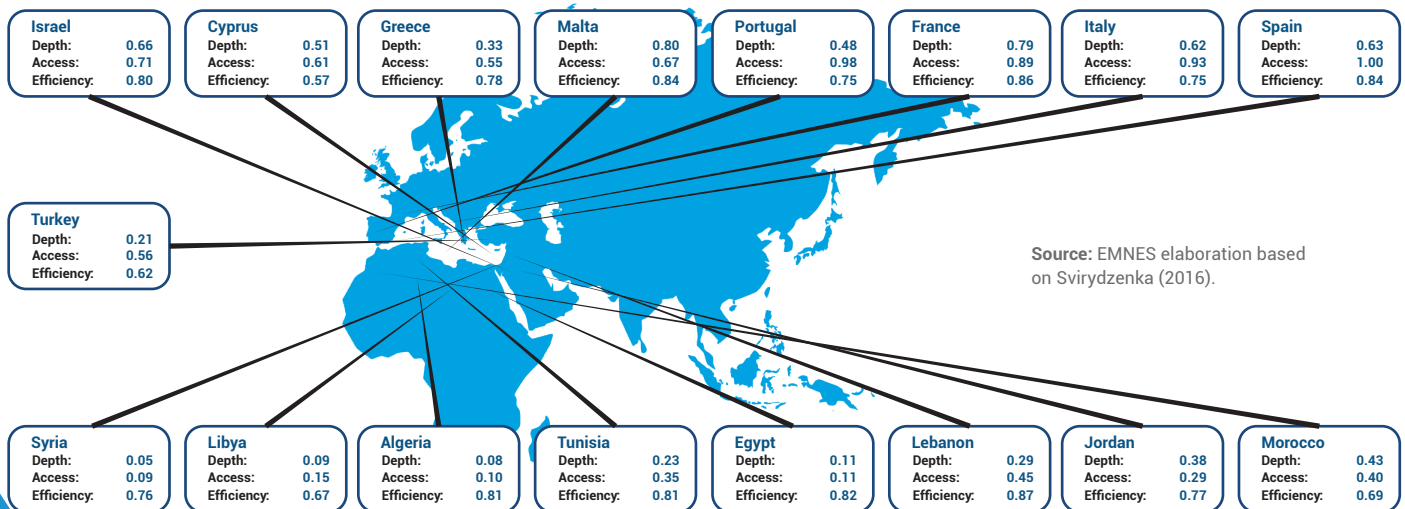 Israel
Depth: 0.66
Access: 0.71
Efficiency: 0.80
Cyprus
Depth: 0.51
Access: 0.61
Efficiency: 0.57
Greece
Depth: 0.33
Access: 0.55
Efficiency: 0.78
Malta
Depth: 0.80
Access: 0.67
Efficiency: 0.84
Portugal
Depth: 0.48
Access: 0.98
Efficiency: 0.75
France
Depth: 0.79
Access: 0.89
Efficiency: 0.86
Italy
Depth: 0.62
Access: 0.93
Efficiency: 0.75
Spain
Depth: 0.63
Access: 1.00
Efficiency: 0.84
Turkey
Depth: 0.21
Access: 0.56
Efficiency: 0.62
Source: EMNES elaboration based
on Svirydzenka (2016).
Syria
Depth: 0.05
Access: 0.09
Efficiency: 0.76
Libya
Depth: 0.09
Access: 0.15
Efficiency: 0.67
Algeria
Depth: 0.08
Access: 0.10
Efficiency: 0.81
Tunisia
Depth: 0.23
Access: 0.35
Efficiency: 0.81
Egypt
Depth: 0.11
Access: 0.11
Efficiency: 0.82
Lebanon
Depth: 0.29
Access: 0.45
Efficiency: 0.87
Jordan
Depth: 0.38
Access: 0.29
Efficiency: 0.77
Morocco
Depth: 0.43
Access: 0.40
Efficiency: 0.69